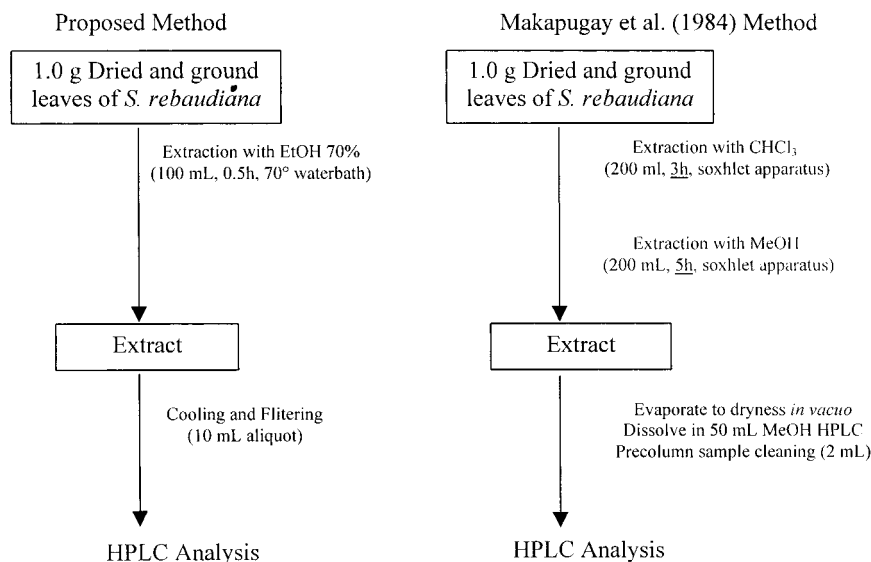 Proposed Method
1.0 g Dried and ground
leaves of S. rebaudiana
Extraction with EtOH 70%
(100 mL, 0.5h, 70° waterbath)
Extract
Cooling and Flitering
(10 mL aliquot)
HPLC Analysis
Makapugay et al. (1984) Method
1.0 g Dried and ground
leaves of S. rebaudiana
Extraction with CHCl₃
(200 ml, 3h, soxhlet apparatus)
Extraction with MeOH
(200 mL, 5h, soxhlet apparatus)
Extract
Evaporate to dryness in vacuo
Dissolve in 50 mL MeOH HPLC
Precolumn sample cleaning (2 mL)
HPLC Analysis